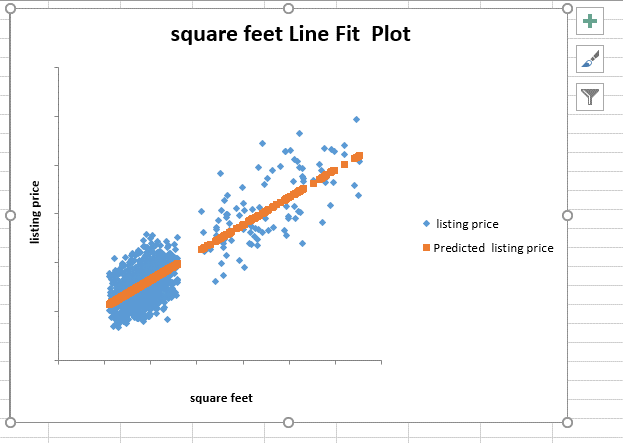 square feet Line Fit  Plot
listing price
listing price
Predicted  listing price
square feet